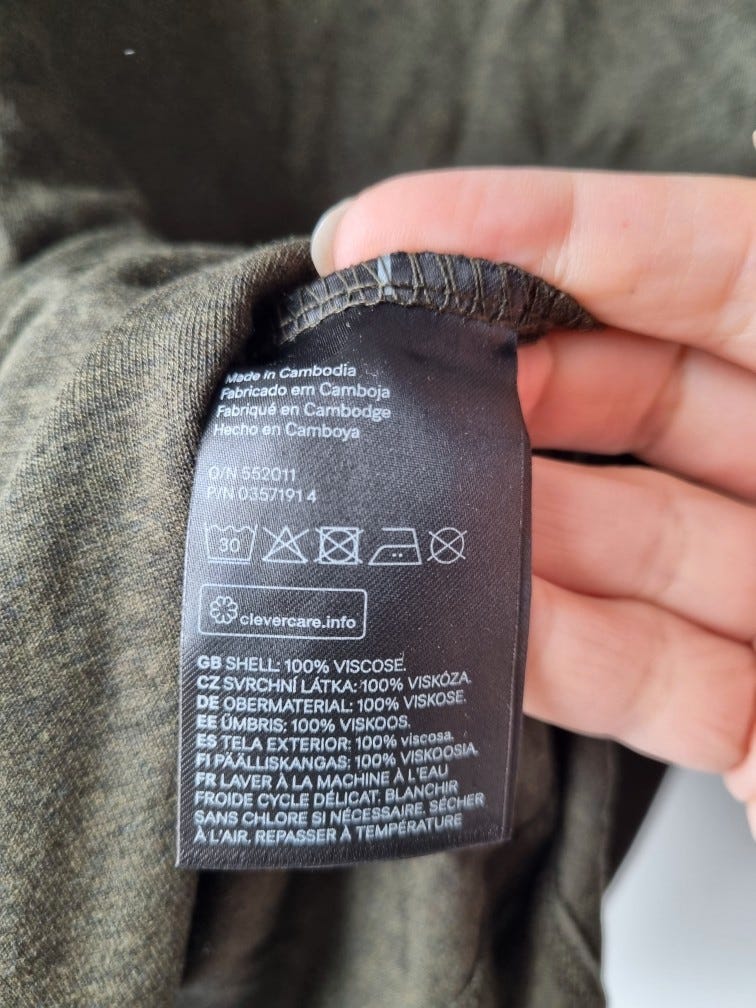 Made in Cambodia
Fabricado em Camboja
Fabriqué en Cambodge
Hecho en Camboya
O/N 552011
P/N 0357191 4
30
clevercare.info
GB SHELL: 100% VISCOSE.
CZ SVRCHNÍ LÁTKA: 100% VISKÓZA.
DE OBERMATERIAL: 100% VISKOSE.
EE ÜMBRIS: 100% VISKOOS.
ES TELA EXTERIOR: 100% viscosa.
FI PÄÄLLISKANGAS: 100% VISKOOSIA.
FR LAVER À LA MACHINE À L'EAU
FROIDE CYCLE DÉLICAT. BLANCHIR
SANS CHLORE SI NÉCESSAIRE. SÉCHER
À L'AIR. REPASSER À TEMPÉRATURE